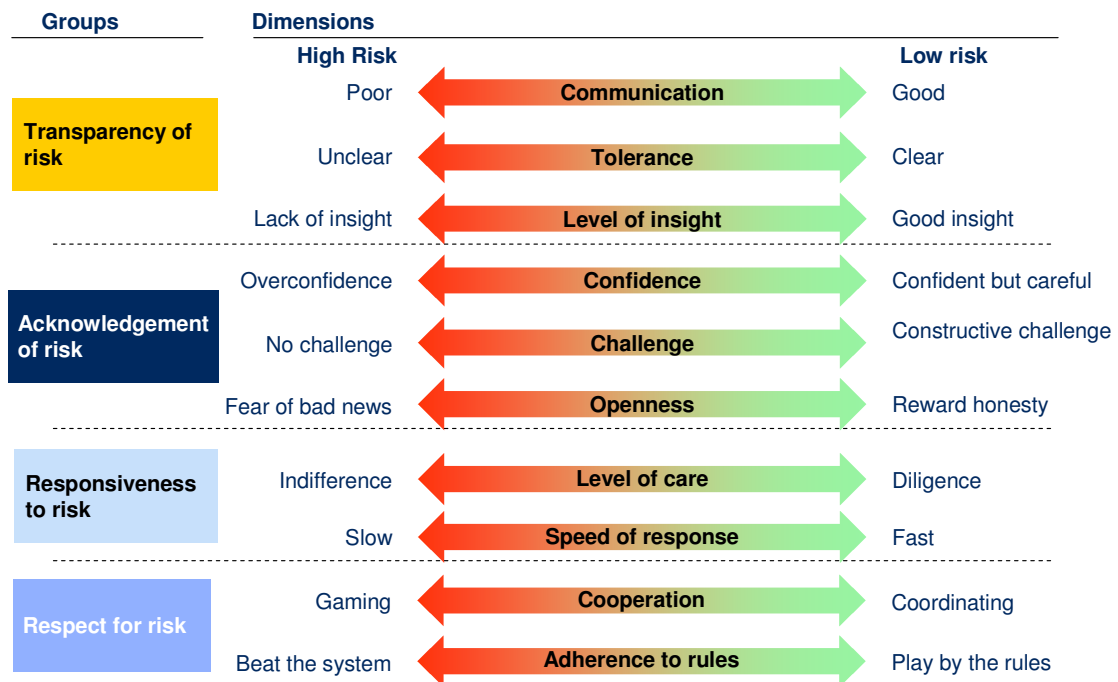 Groups
Dimensions
High Risk
Low risk
Transparency of
risk
Poor
Communication
Good
Unclear
Tolerance
Clear
Lack of insight
Level of insight
Good insight
Acknowledgement
of risk
Overconfidence
Confidence
Confident but careful
No challenge
Challenge
Constructive challenge
Fear of bad news
Openness
Reward honesty
Responsiveness
to risk
Indifference
Level of care
Diligence
Slow
Speed of response
Fast
Respect for risk
Gaming
Cooperation
Coordinating
Beat the system
Adherence to rules
Play by the rules